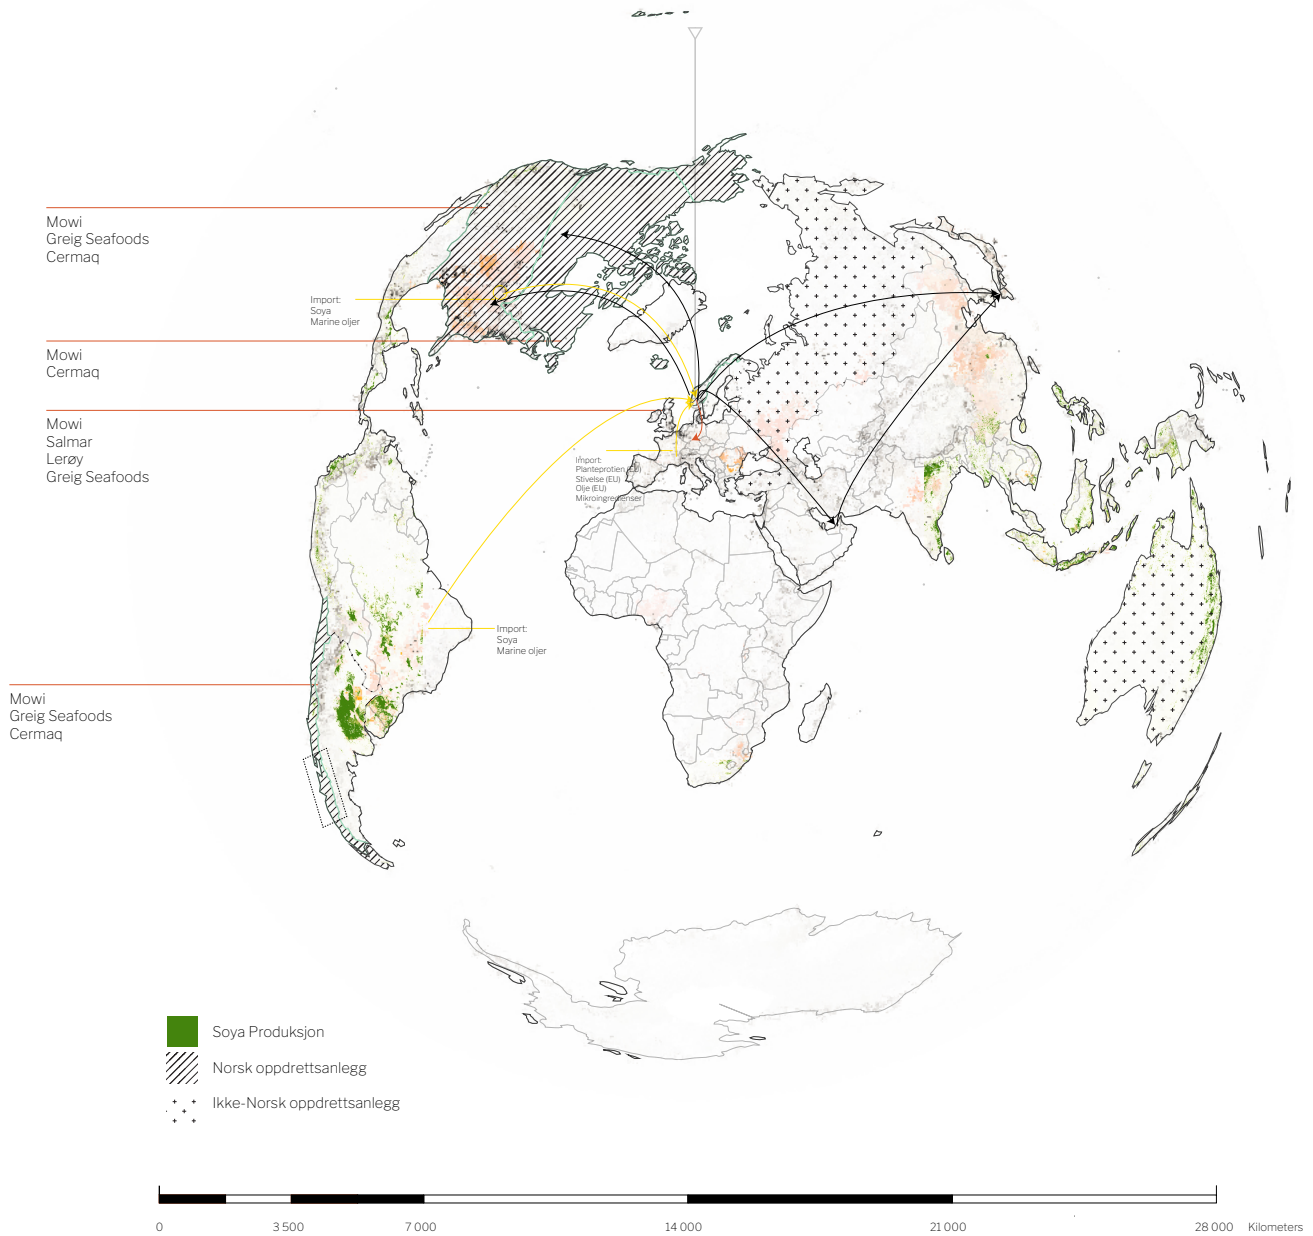 Mowi
Greig Seafoods
Cermaq
Import:
Soya
Marine oljer
Mowi
Cermaq
Mowi
Salmar
Lerøy
Greig Seafoods
Import:
Planteprotien (EU)
Stivelse (EU)
Olje (EU)
Mikroingredienser
Import:
Soya
Marine oljer
Mowi
Greig Seafoods
Cermaq
Soya Produksjon
Norsk oppdrettsanlegg
Ikke-Norsk oppdrettsanlegg
0 3 500 7 000 14 000 21 000 28 000 Kilometers